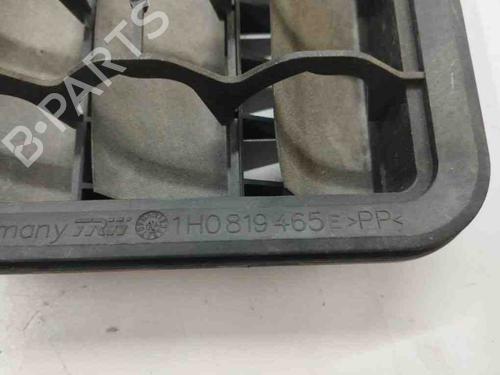 B-PARTS
many TRW 1H0 819 465 E >PP<